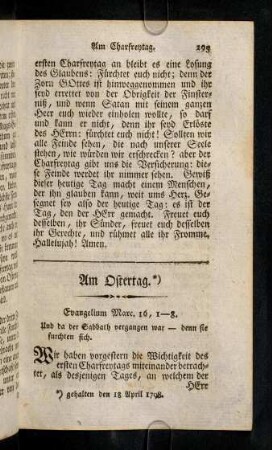 Am Charfreytag.
ersten Charfreytag an bleibt es eine Losung
des Glaubens: Fürchtet euch nicht; denn der
Zorn GOttes ist hinweggenommen und ihr
seyd errettet von der Obrigkeit der Finster-
niß, und wenn Satan mit seinem ganzen
Heer euch wieder einholen wollte, so darf
und kann er nicht, denn ihr seyd Erlöste
des HErrn: fürchtet euch nicht! Sollten wir
alle Feinde sehen, die nach unserer Seele
stehen, wie würden wir erschrecken? aber der
Charfreytag gibt uns die Versicherung: die-
se Feinde werdet ihr nimmer sehen. Gewiß
dieser heutige Tag macht einem Menschen,
der ihn glauben kann, weit ums Herz. Ge-
segnet sey also der heutige Tag: es ist der
Tag, den der HErr gemacht. Freuet euch
desselben, ihr Sünder, freuet euch desselben
ihr Gerechte, und rühmet alle ihr Fromme.
Hallelujah! Amen.
Am Ostertag.*)
Evangelium Marc. 16, 1—8.
Und da der Sabbath vergangen war — denn sie
furchten sich.
Wir haben vorgestern die Wichtigkeit des
ersten Charfreytags miteinander betrach-
tet, als desjenigen Tages, an welchem der
HErr
*) gehalten den 18 April 1798.